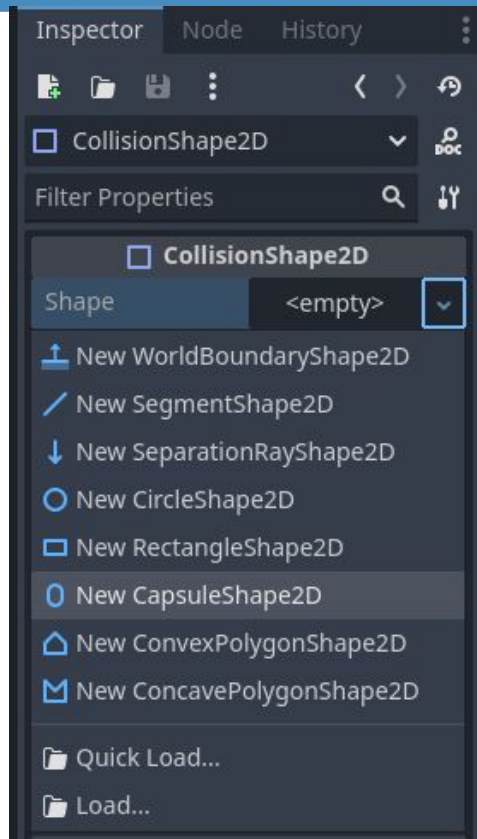 Inspector Node History
CollisionShape2D DOC
Filter Properties
CollisionShape2D
Shape <empty>
New WorldBoundaryShape2D
New SegmentShape2D
New SeparationRayShape2D
New CircleShape2D
New RectangleShape2D
New CapsuleShape2D
New ConvexPolygonShape2D
New ConcavePolygonShape2D
Quick Load...
Load...